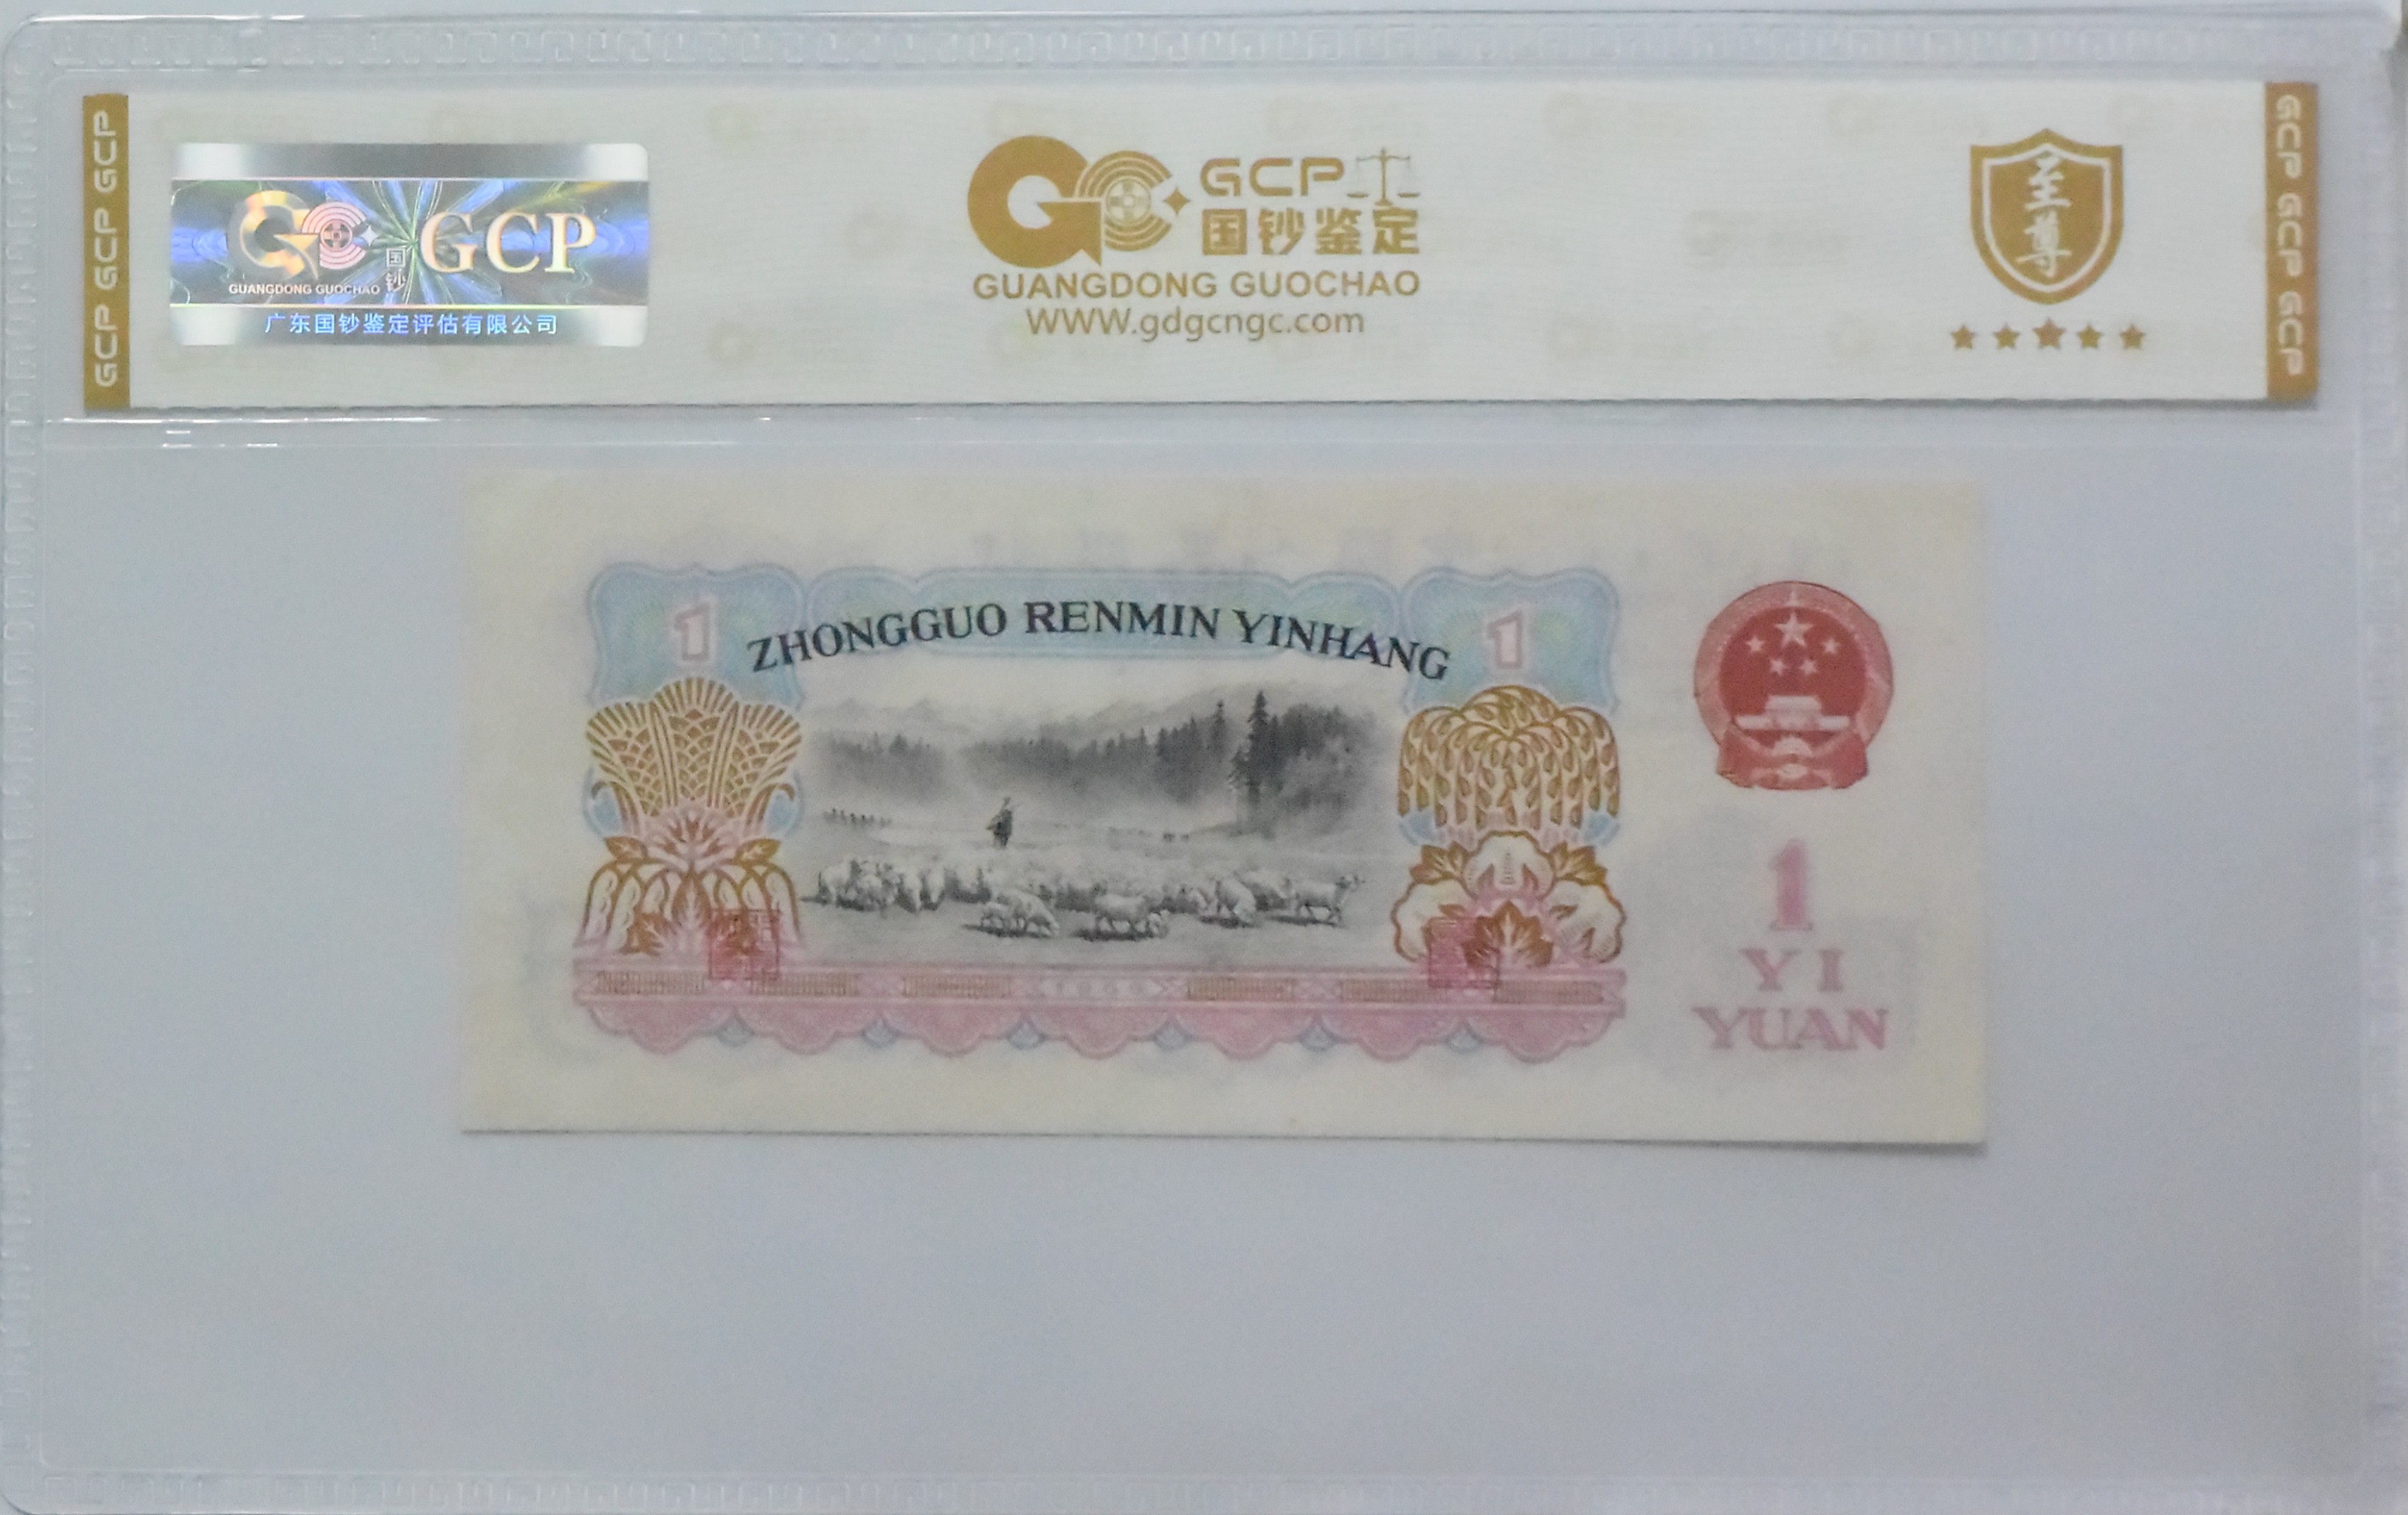 GCP GCP GCP
GCP
国钞
GUANGDONG GUOCHAO
广东国钞鉴定评估有限公司
GCP
国钞鉴定
GUANGDONG GUOCHAO
WWW.gdgcngc.com
至尊
GCP GCP GCP
1
ZHONGGUO RENMIN YINHANG
1
1
YI
YUAN